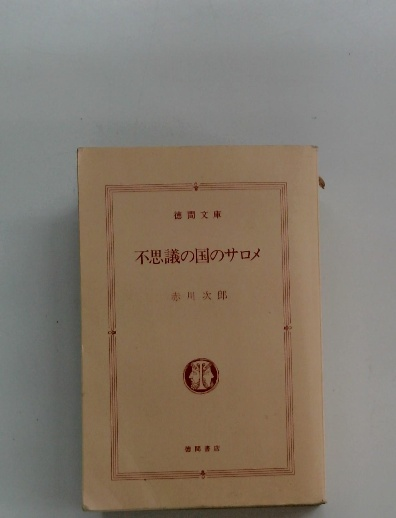 徳間文庫
不思議の国のサロメ
赤川次郎
徳間書店